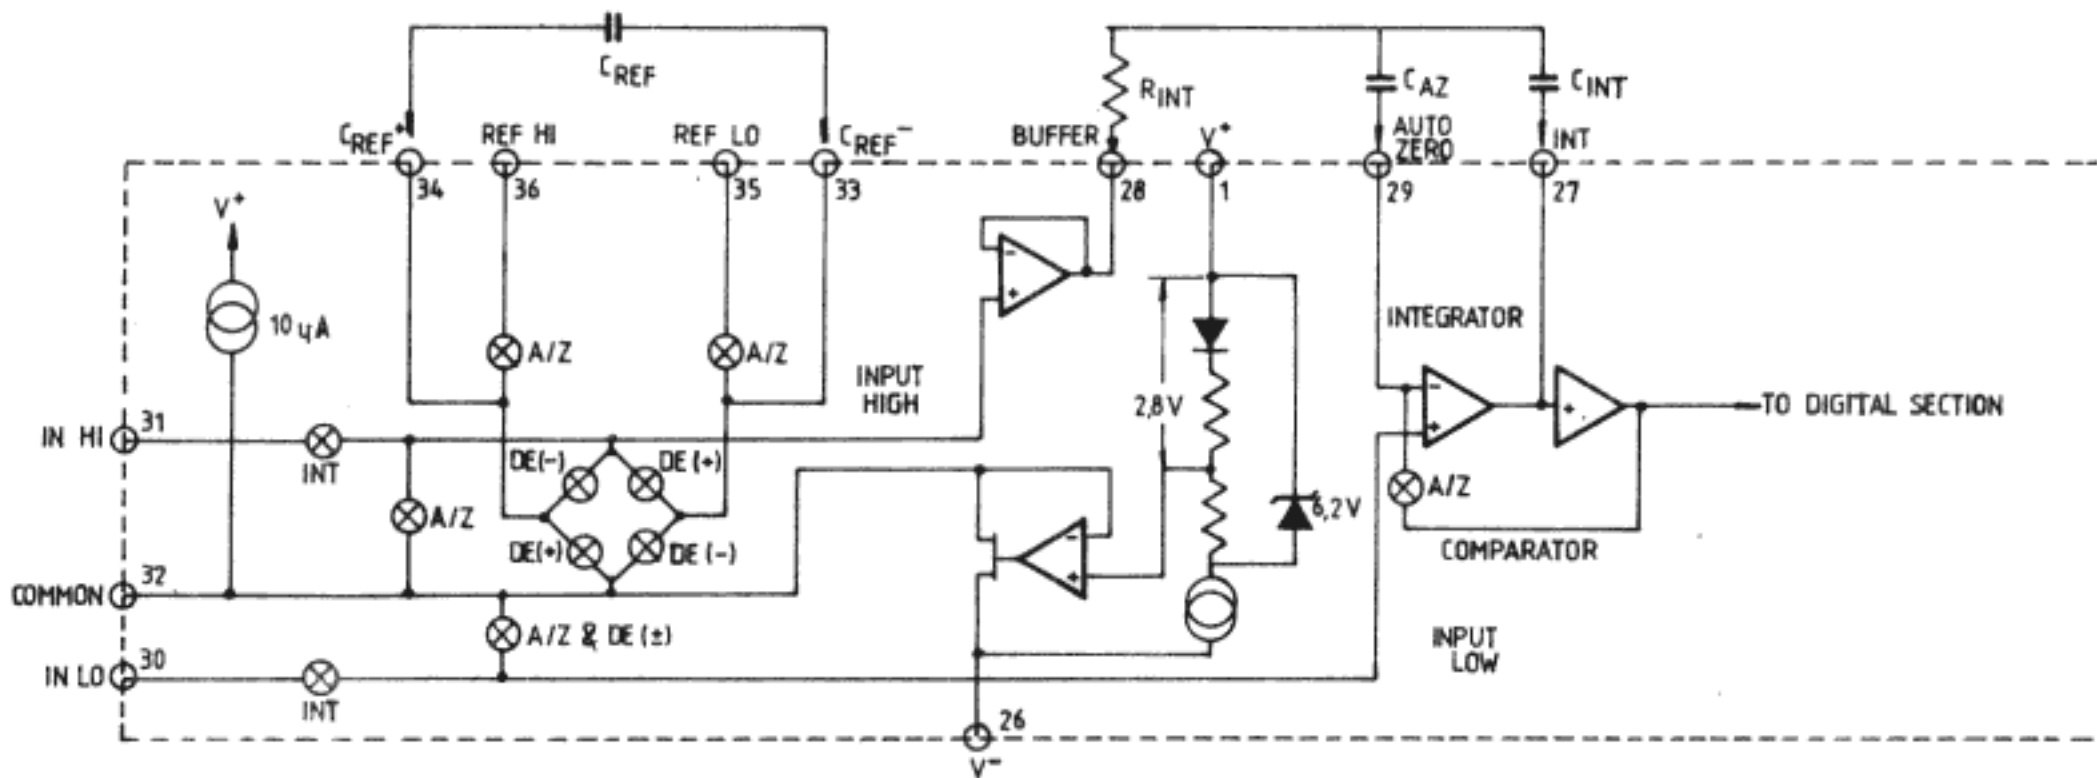 CREF
RINT
CAZ
CINT
CREF+
REF HI
REF LO
CREF-
BUFFER
V+
AUTO
ZERO
INT
34
36
35
33
28
1
29
27
V+
10 µA
A/Z
A/Z
INPUT
HIGH
2,8 V
INTEGRATOR
TO DIGITAL SECTION
IN HI
31
INT
DE(-)
DE(+)
A/Z
DE(+)
DE(-)
6,2 V
A/Z
COMPARATOR
COMMON
32
A/Z & DE(±)
INPUT
LOW
IN LO
30
INT
26
V-